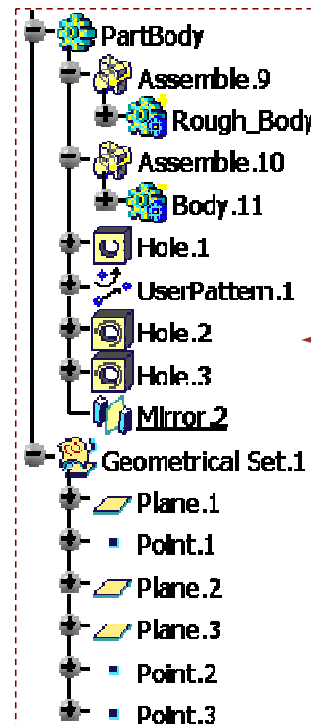 PartBody
Assemble.9
Rough_Body
Assemble.10
Body.11
Hole.1
UserPattern.1
Hole.2
Hole.3
Mirror.2
Geometrical Set.1
Plane.1
Point.1
Plane.2
Plane.3
Point.2
Point.3